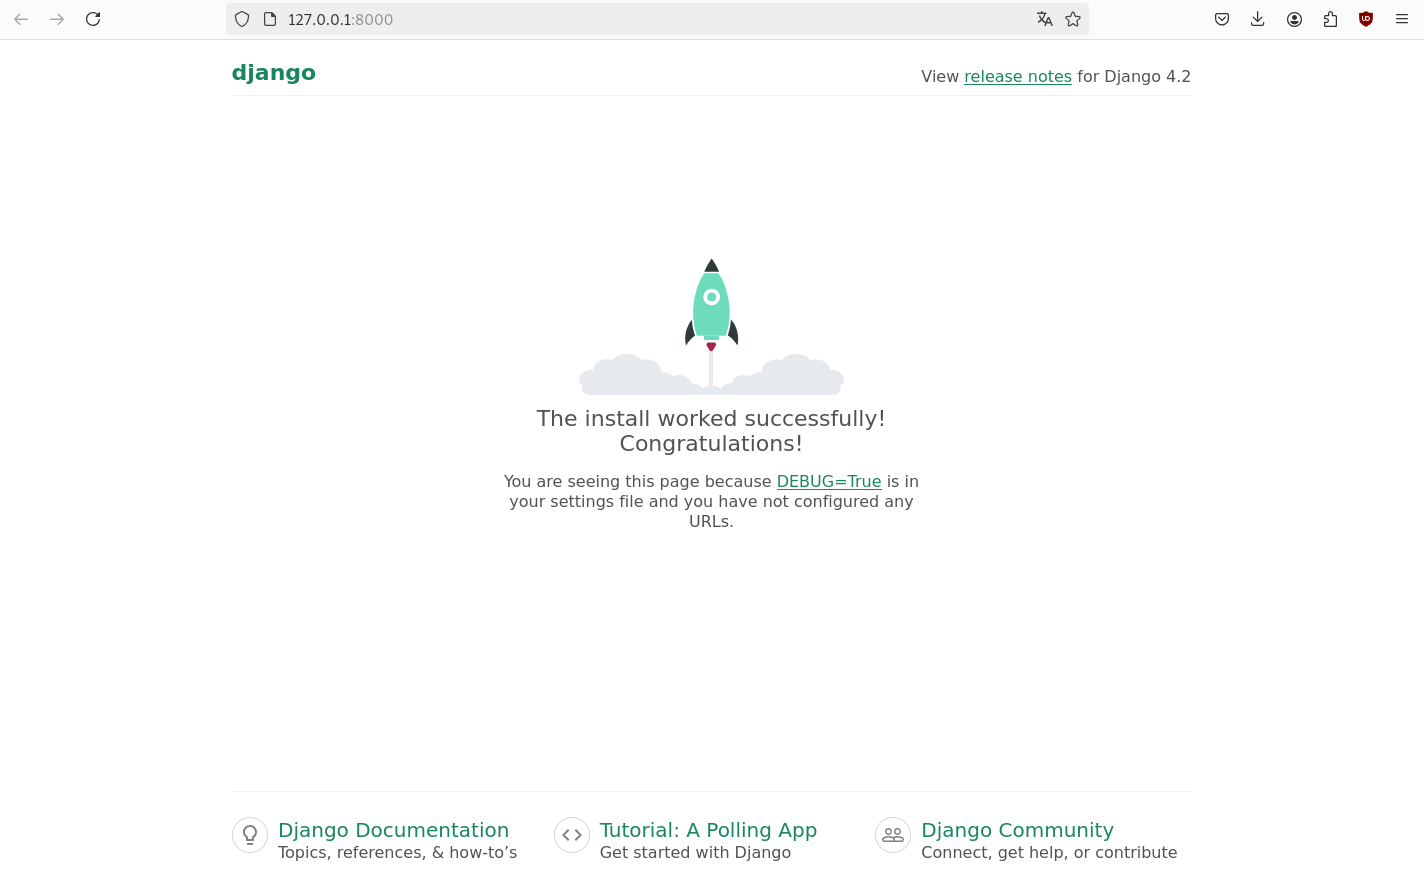 127.0.0.1:8000
django
View release notes for Django 4.2
The install worked successfully!
Congratulations!
You are seeing this page because DEBUG=True is in
your settings file and you have not configured any
URLs.
Django Documentation
Topics, references, & how-to’s
Tutorial: A Polling App
Get started with Django
Django Community
Connect, get help, or contribute